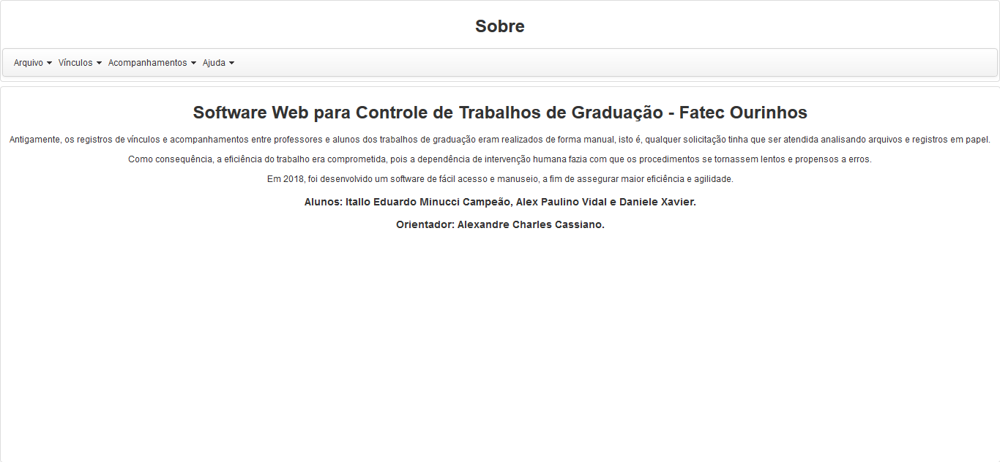 Sobre
Arquivo Vínculos Acompanhamentos Ajuda
Software Web para Controle de Trabalhos de Graduação - Fatec Ourinhos
Antigamente, os registros de vínculos e acompanhamentos entre professores e alunos dos trabalhos de graduação eram realizados de forma manual, isto é, qualquer solicitação tinha que ser atendida analisando arquivos e registros em papel.
Como consequência, a eficiência do trabalho era comprometida, pois a dependência de intervenção humana fazia com que os procedimentos se tornassem lentos e propensos a erros.
Em 2018, foi desenvolvido um software de fácil acesso e manuseio, a fim de assegurar maior eficiência e agilidade.
Alunos: Itallo Eduardo Minucci Campeão, Alex Paulino Vidal e Daniele Xavier.
Orientador: Alexandre Charles Cassiano.